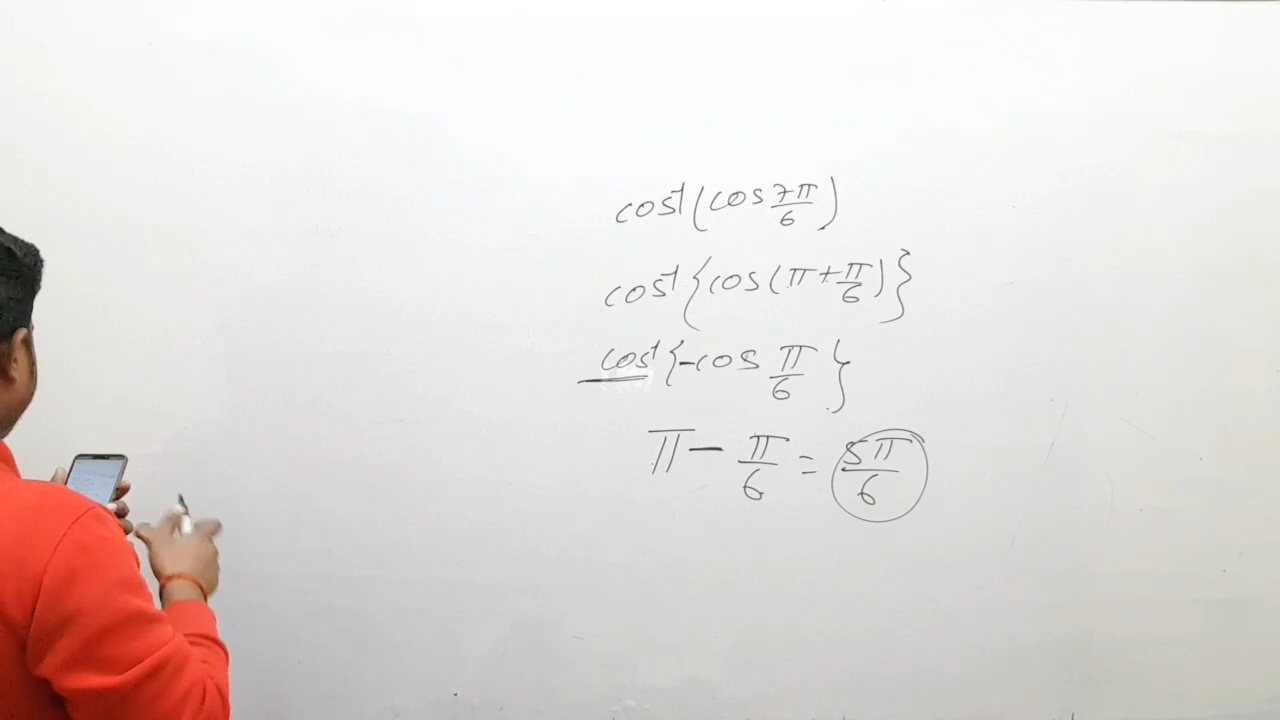 cos⁻¹(cos 7π/6)
cos⁻¹{cos(π+π/6)}
cos⁻¹{-cos π/6}
π - π/6 = 5π/6